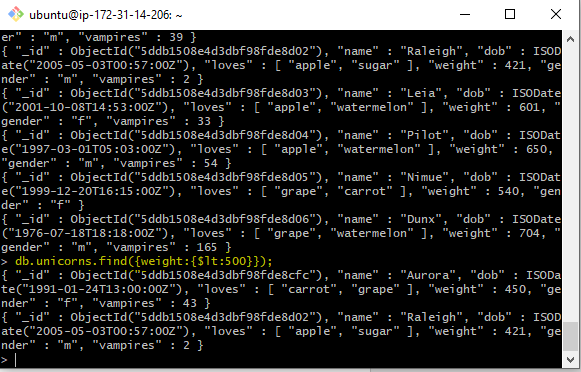 ubuntu@ip-172-31-14-206: ~
er" : "m", "vampires" : 39 }
{ "_id" : ObjectId("5ddb1508e4d3dbf98fde8d02"), "name" : "Raleigh", "dob" : ISOD
ate("2005-05-03T00:57:00Z"), "loves" : [ "apple", "sugar" ], "weight" : 421, "ge
nder" : "m", "vampires" : 2 }
{ "_id" : ObjectId("5ddb1508e4d3dbf98fde8d03"), "name" : "Leia", "dob" : ISODate
("2001-10-08T14:53:00Z"), "loves" : [ "apple", "watermelon" ], "weight" : 601, "
gender" : "f", "vampires" : 33 }
{ "_id" : ObjectId("5ddb1508e4d3dbf98fde8d04"), "name" : "Pilot", "dob" : ISODat
e("1997-03-01T05:03:00Z"), "loves" : [ "apple", "watermelon" ], "weight" : 650, 
"gender" : "m", "vampires" : 54 }
{ "_id" : ObjectId("5ddb1508e4d3dbf98fde8d05"), "name" : "Nimue", "dob" : ISODat
e("1999-12-20T16:15:00Z"), "loves" : [ "grape", "carrot" ], "weight" : 540, "gen
der" : "f" }
{ "_id" : ObjectId("5ddb1508e4d3dbf98fde8d06"), "name" : "Dunx", "dob" : ISODate
("1976-07-18T18:18:00Z"), "loves" : [ "grape", "watermelon" ], "weight" : 704, "
gender" : "m", "vampires" : 165 }
> db.unicorns.find({weight:{$lt:500}});
{ "_id" : ObjectId("5ddb1508e4d3dbf98fde8cfc"), "name" : "Aurora", "dob" : ISODa
te("1991-01-24T13:00:00Z"), "loves" : [ "carrot", "grape" ], "weight" : 450, "ge
nder" : "f", "vampires" : 43 }
{ "_id" : ObjectId("5ddb1508e4d3dbf98fde8d02"), "name" : "Raleigh", "dob" : ISOD
ate("2005-05-03T00:57:00Z"), "loves" : [ "apple", "sugar" ], "weight" : 421, "ge
nder" : "m", "vampires" : 2 }
>